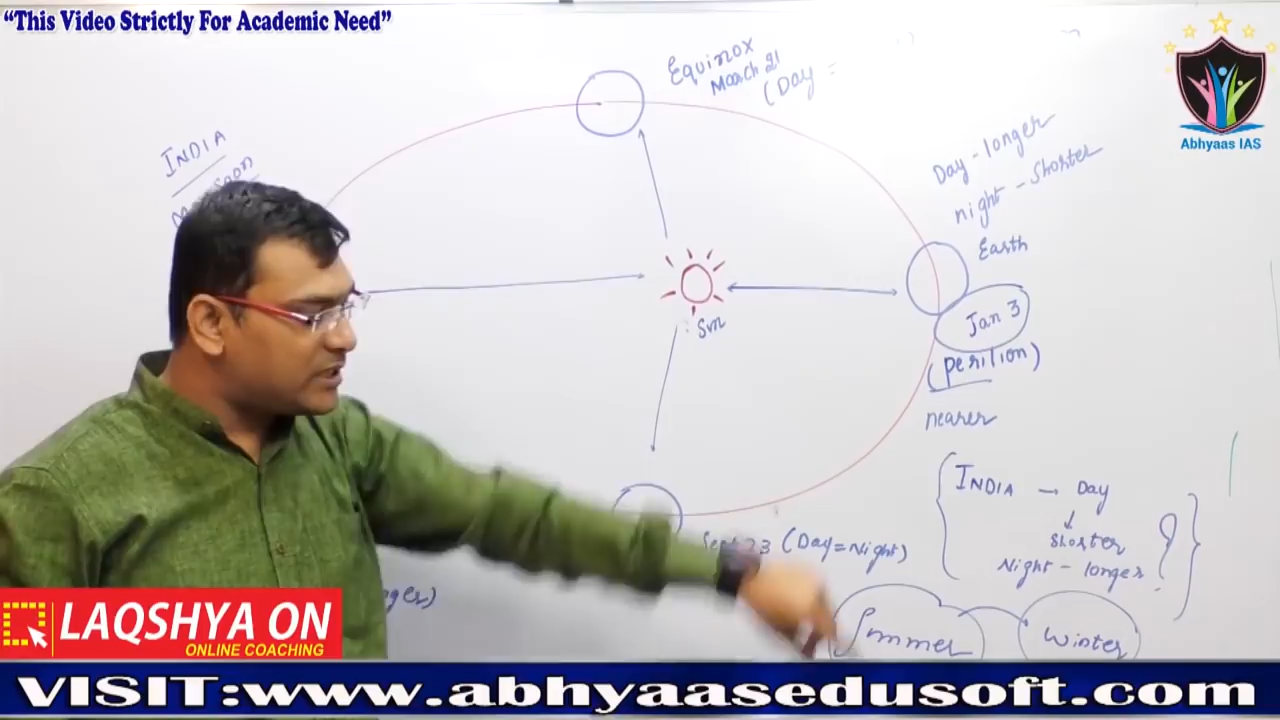 “This Video Strictly For Academic Need”
Abhyaas IAS
Equinox
March 21
(Day =
INDIA
Day - longer
night - Shorter
Earth
Jan 3
(perilion)
nearer
Sun
INDIA → Day
Shorter
Night - longer
?
Sept 23 (Day = Night)
Summer
Winter
LAQSHYA ON
ONLINE COACHING
VISIT:www.abhyaasedusoft.com